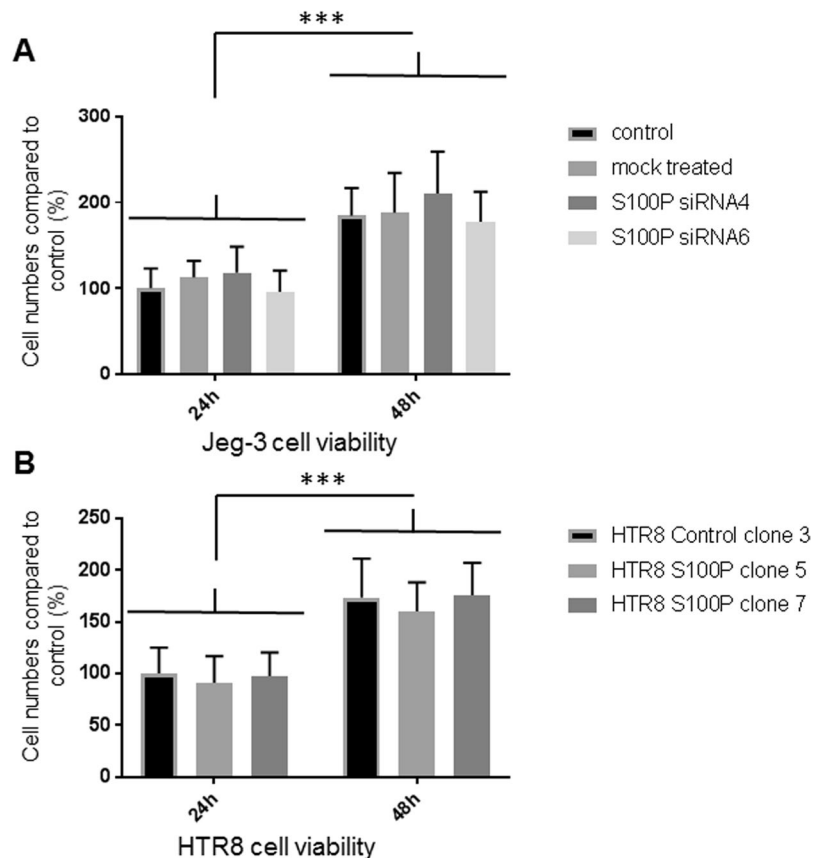 A
***
Cell numbers compared to
control (%)
300
200
100
0
24h
48h
Jeg-3 cell viability
control
mock treated
S100P siRNA4
S100P siRNA6
B
***
Cell numbers compared to
control (%)
250
200
150
100
50
0
24h
48h
HTR8 cell viability
HTR8 Control clone 3
HTR8 S100P clone 5
HTR8 S100P clone 7